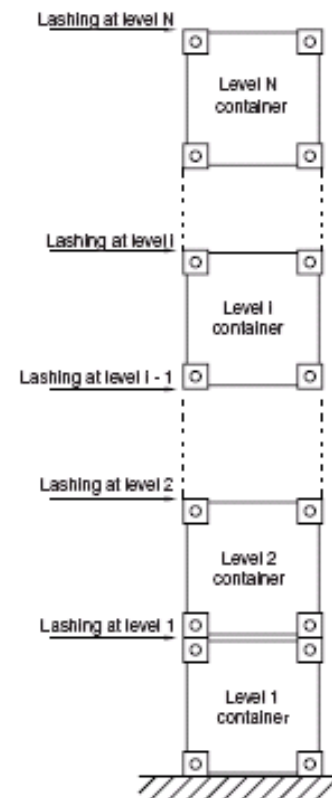 Lashing at level N
Level N
container
Lashing at level i
Level i
container
Lashing at level i - 1
Lashing at level 2
Level 2
container
Lashing at level 1
Level 1
container